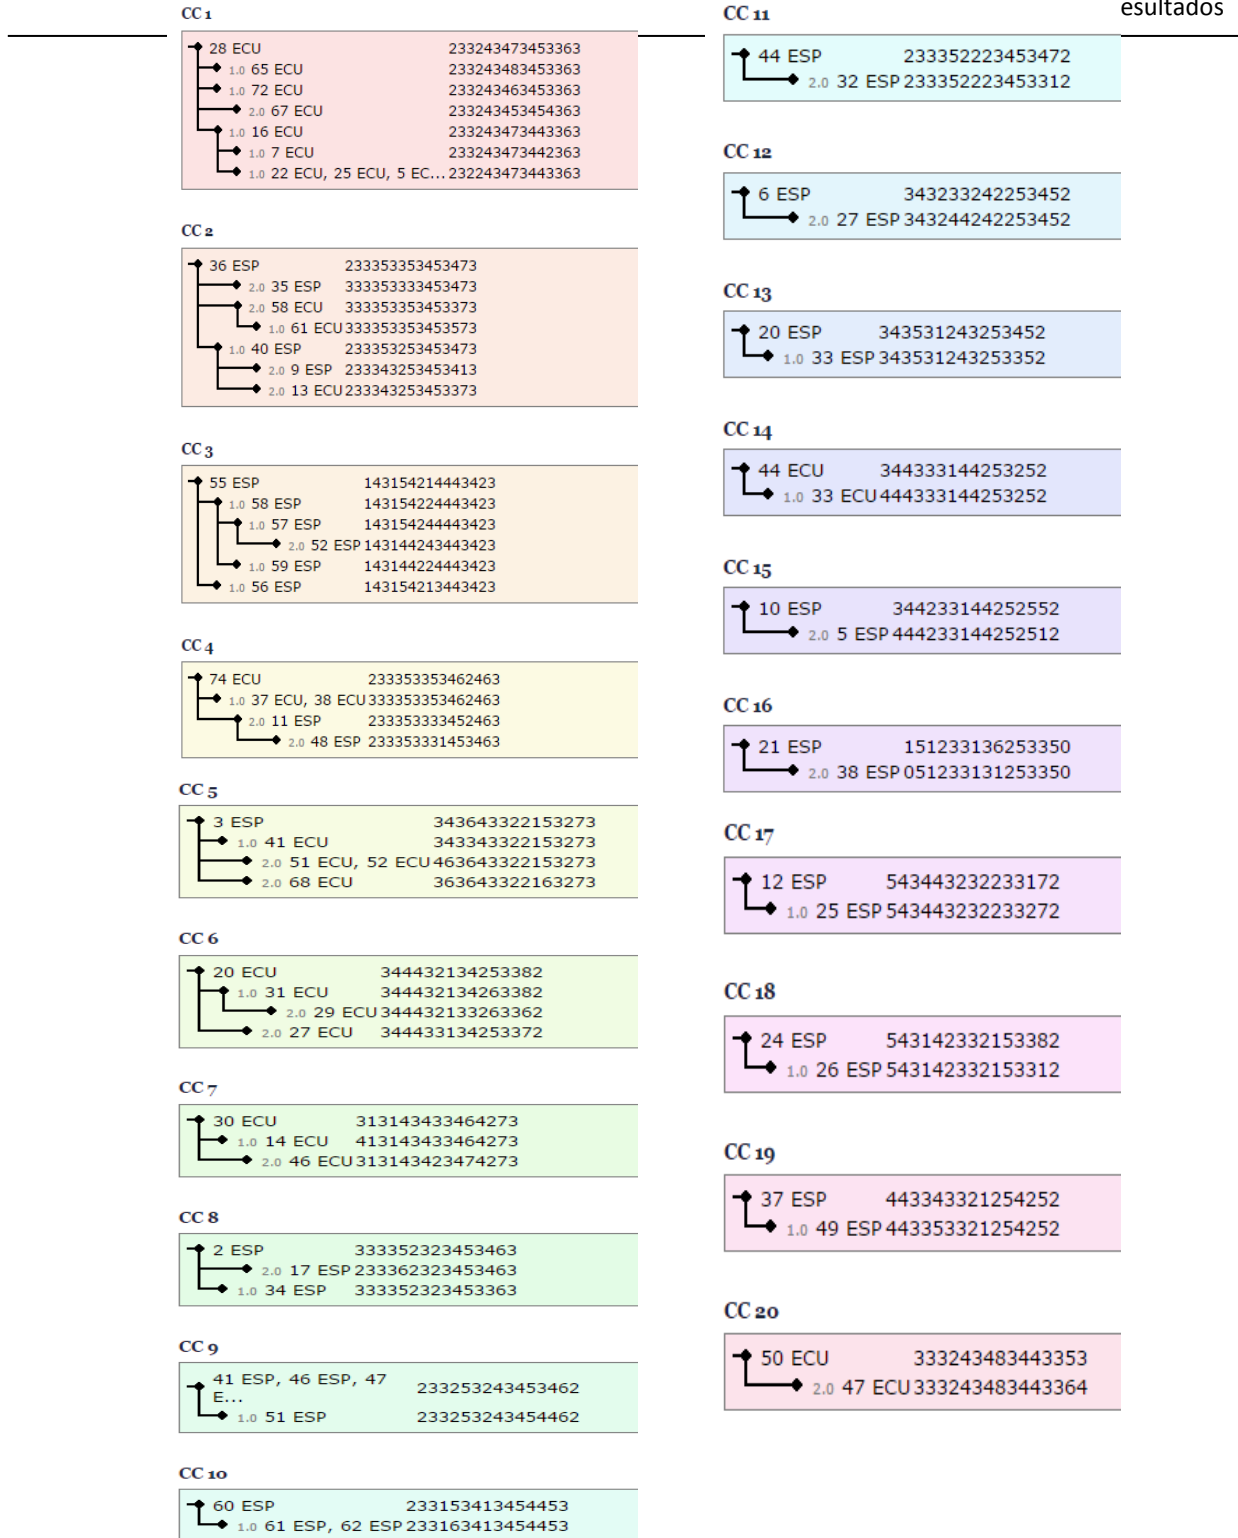 esultados
CC 1
28 ECU 233243473453363
1.0 65 ECU 233243483453363
1.0 72 ECU 233243463453363
2.0 67 ECU 233243453454363
1.0 16 ECU 233243473443363
1.0 7 ECU 233243473442363
1.0 22 ECU, 25 ECU, 5 EC... 232243473443363
CC 2
36 ESP 233353353453473
2.0 35 ESP 333353333453473
2.0 58 ECU 333353353453373
1.0 61 ECU 333353353453573
1.0 40 ESP 233353253453473
2.0 9 ESP 233343253453413
2.0 13 ECU 233343253453373
CC 3
55 ESP 143154214443423
1.0 58 ESP 143154224443423
1.0 57 ESP 143154244443423
2.0 52 ESP 143144243443423
1.0 59 ESP 143144224443423
1.0 56 ESP 143154213443423
CC 4
74 ECU 233353353462463
1.0 37 ECU, 38 ECU 333353353462463
2.0 11 ESP 233353333452463
2.0 48 ESP 233353331453463
CC 5
3 ESP 343643322153273
1.0 41 ECU 343343322153273
2.0 51 ECU, 52 ECU 463643322153273
2.0 68 ECU 363643322163273
CC 6
20 ECU 344432134253382
1.0 31 ECU 344432134263382
2.0 29 ECU 344432133263362
2.0 27 ECU 344433134253372
CC 7
30 ECU 313143433464273
1.0 14 ECU 413143433464273
2.0 46 ECU 313143423474273
CC 8
2 ESP 333352323453463
2.0 17 ESP 233362323453463
1.0 34 ESP 333352323453363
CC 9
41 ESP, 46 ESP, 47
E... 233253243453462
1.0 51 ESP 233253243454462
CC 10
60 ESP 233153413454453
1.0 61 ESP, 62 ESP 233163413454453
CC 11
44 ESP 233352223453472
2.0 32 ESP 233352223453312
CC 12
6 ESP 343233242253452
2.0 27 ESP 343244242253452
CC 13
20 ESP 343531243253452
1.0 33 ESP 343531243253352
CC 14
44 ECU 344333144253252
1.0 33 ECU 444333144253252
CC 15
10 ESP 344233144252552
2.0 5 ESP 444233144252512
CC 16
21 ESP 151233136253350
2.0 38 ESP 051233131253350
CC 17
12 ESP 543443232233172
1.0 25 ESP 543443232233272
CC 18
24 ESP 543142332153382
1.0 26 ESP 543142332153312
CC 19
37 ESP 443343321254252
1.0 49 ESP 443353321254252
CC 20
50 ECU 333243483443353
2.0 47 ECU 333243483443364